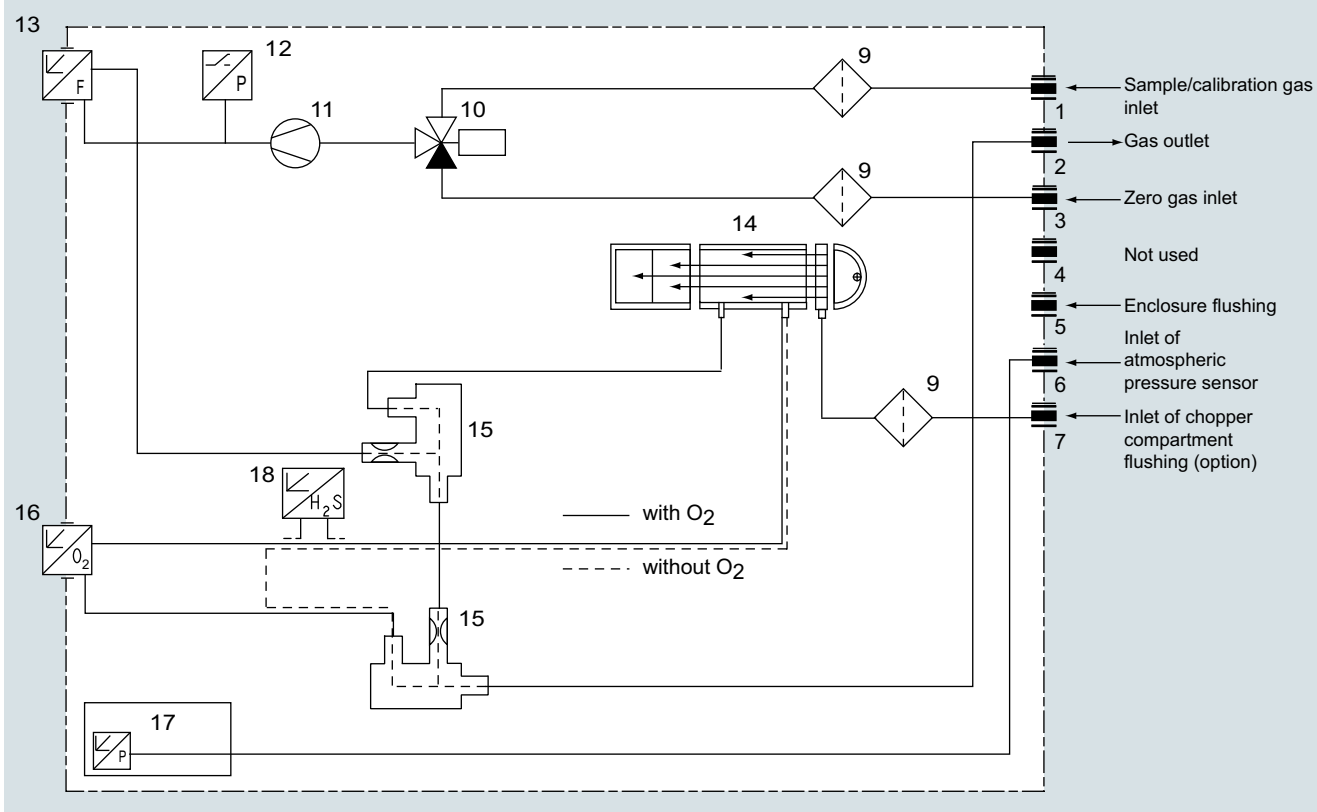 13
F
12
P
11
10
9
1
Sample/calibration gas
inlet
2
Gas outlet
9
3
Zero gas inlet
14
4
Not used
5
Enclosure flushing
6
Inlet of
atmospheric
pressure sensor
9
7
Inlet of chopper
compartment
flushing (option)
15
18
H2S
16
O2
with O2
without O2
15
17
P